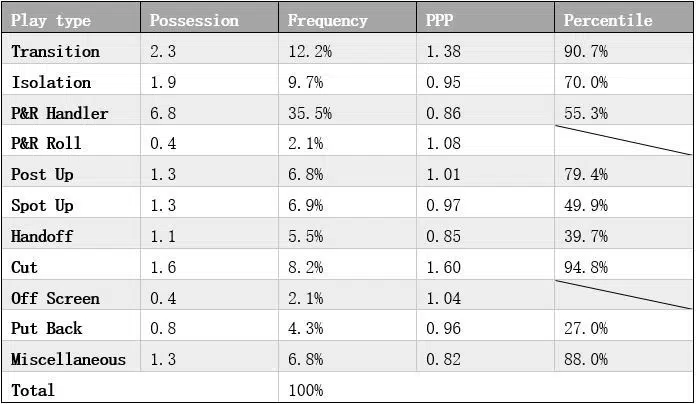 Play type Possession Frequency PPP Percentile
Transition 2.3 12.2% 1.38 90.7%
Isolation 1.9 9.7% 0.95 70.0%
P&R Handler 6.8 35.5% 0.86 55.3%
P&R Roll 0.4 2.1% 1.08
Post Up 1.3 6.8% 1.01 79.4%
Spot Up 1.3 6.9% 0.97 49.9%
Handoff 1.1 5.5% 0.85 39.7%
Cut 1.6 8.2% 1.60 94.8%
Off Screen 0.4 2.1% 1.04
Put Back 0.8 4.3% 0.96 27.0%
Miscellaneous 1.3 6.8% 0.82 88.0%
Total 100%